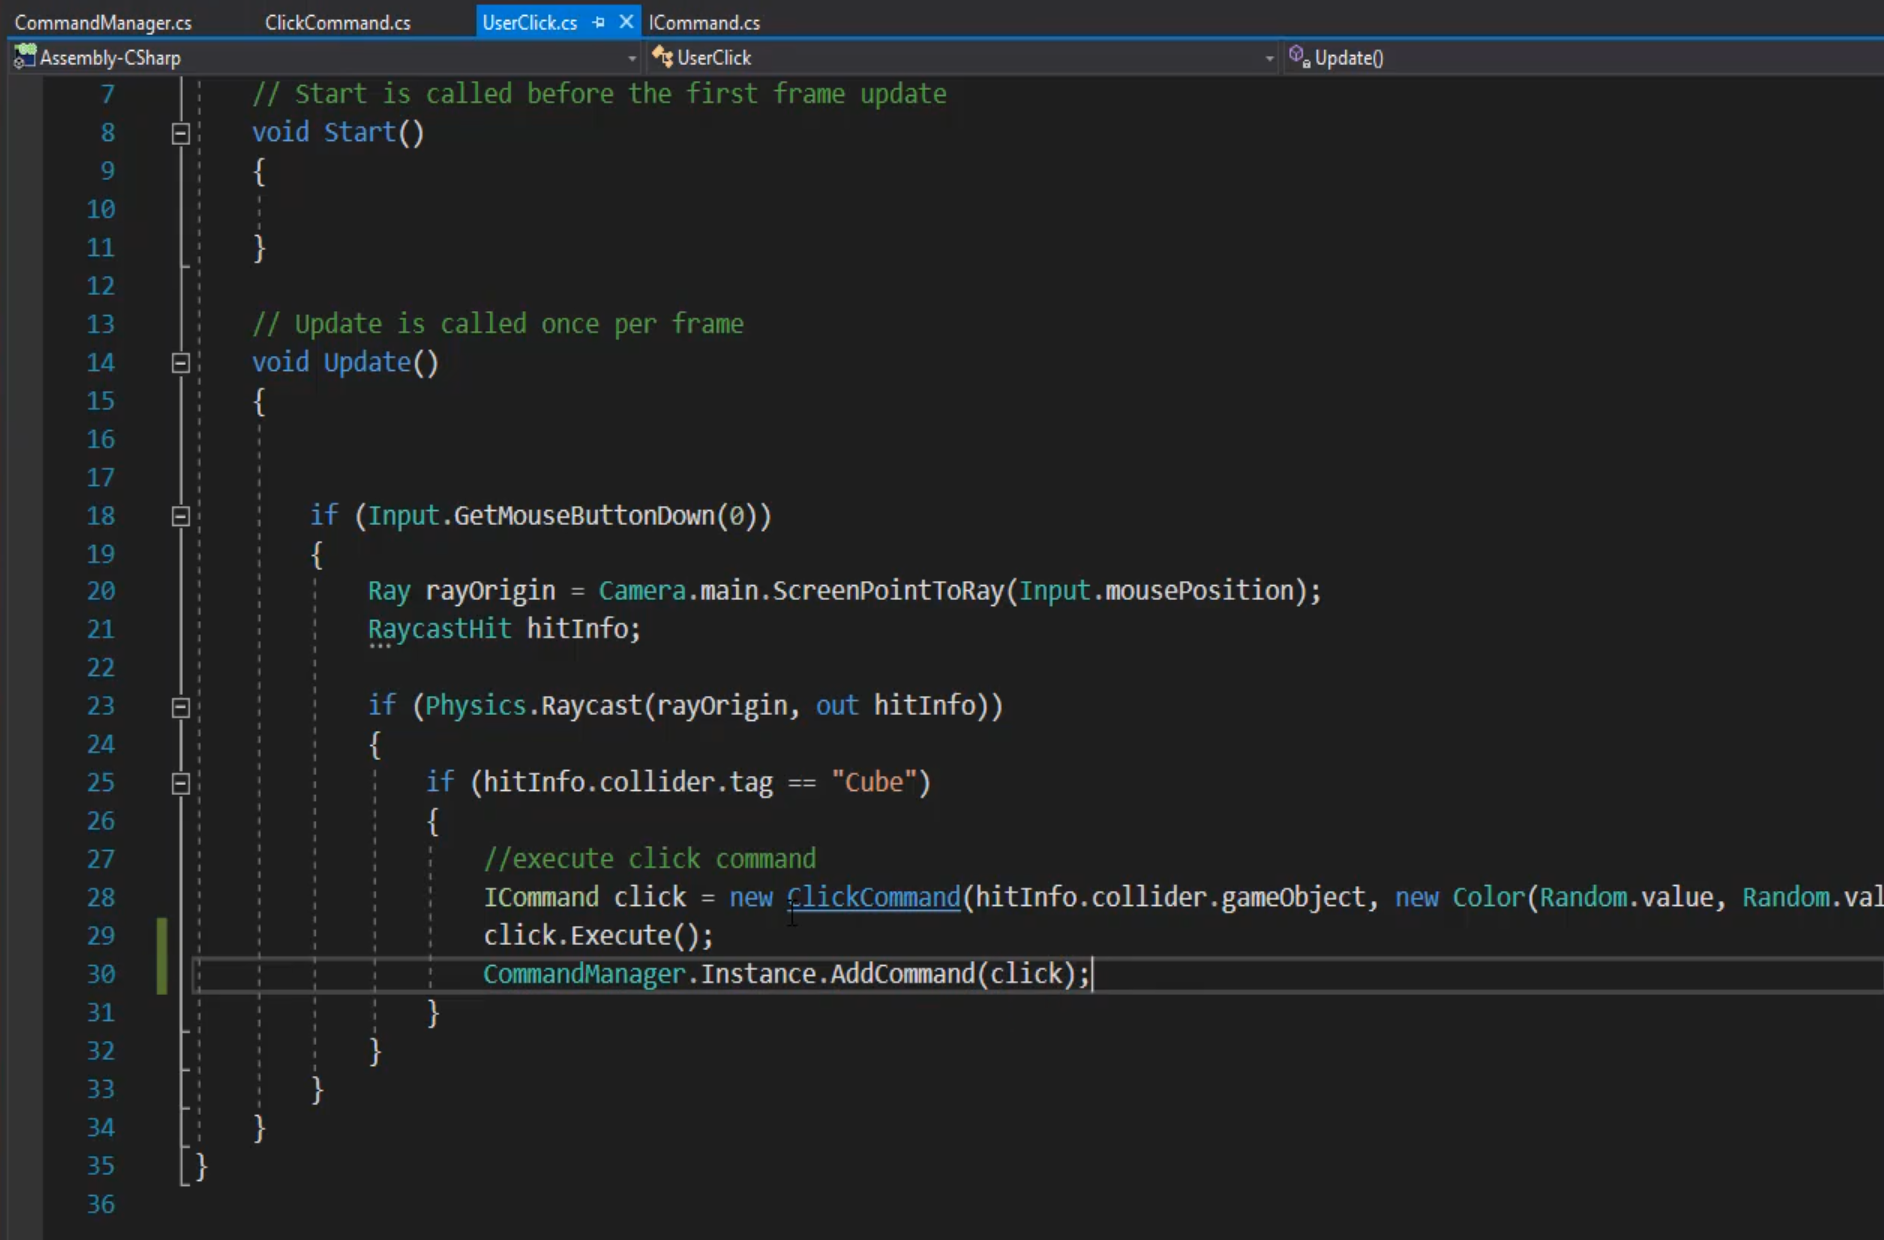 CommandManager.cs ClickCommand.cs UserClick.cs ICommand.cs
Assembly-CSharp UserClick Update()
7 // Start is called before the first frame update
8 void Start()
9 {
10
11 }
12
13 // Update is called once per frame
14 void Update()
15 {
16
17
18 if (Input.GetMouseButtonDown(0))
19 {
20 Ray rayOrigin = Camera.main.ScreenPointToRay(Input.mousePosition);
21 RaycastHit hitInfo;
22
23 if (Physics.Raycast(rayOrigin, out hitInfo))
24 {
25 if (hitInfo.collider.tag == "Cube")
26 {
27 //execute click command
28 ICommand click = new ClickCommand(hitInfo.collider.gameObject, new Color(Random.value, Random.val
29 click.Execute();
30 CommandManager.Instance.AddCommand(click);
31 }
32 }
33 }
34 }
35 }
36